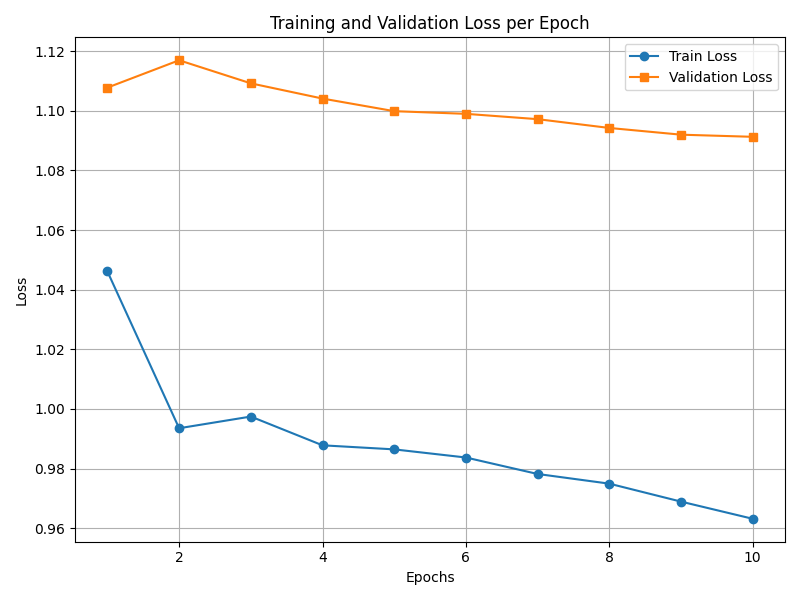 Training and Validation Loss per Epoch
Train Loss
Validation Loss
Loss
1.12
1.10
1.08
1.06
1.04
1.02
1.00
0.98
0.96
2 4 6 8 10
Epochs